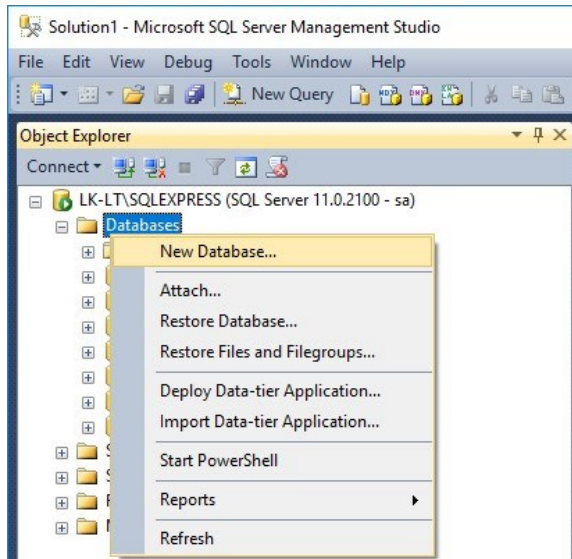 Solution1 - Microsoft SQL Server Management Studio
File Edit View Debug Tools Window Help
New Query
Object Explorer
Connect
LK-LT\SQLEXPRESS (SQL Server 11.0.2100 - sa)
Databases
New Database...
Attach...
Restore Database...
Restore Files and Filegroups...
Deploy Data-tier Application...
Import Data-tier Application...
Start PowerShell
Reports
Refresh